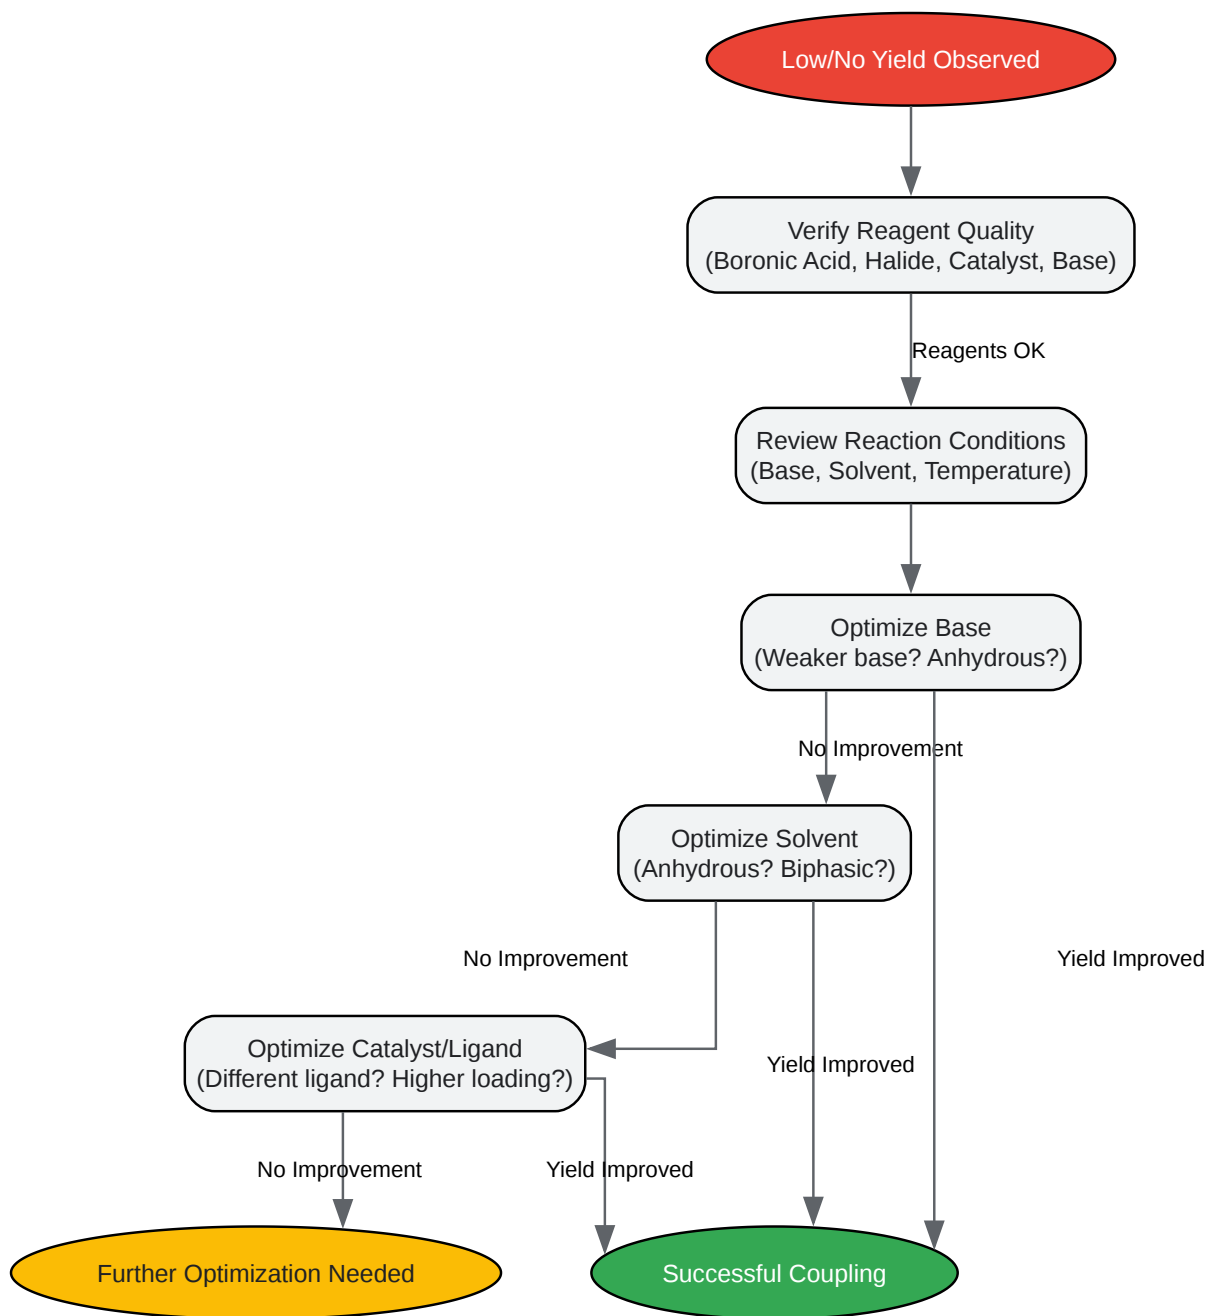 Low/No Yield Observed
Verify Reagent Quality
(Boronic Acid, Halide, Catalyst, Base)
Reagents OK
Review Reaction Conditions
(Base, Solvent, Temperature)
Optimize Base
(Weaker base? Anhydrous?)
No Improvement
Optimize Solvent
(Anhydrous? Biphasic?)
No Improvement
Yield Improved
Optimize Catalyst/Ligand
(Different ligand? Higher loading?)
Yield Improved
No Improvement
Yield Improved
Further Optimization Needed
Successful Coupling